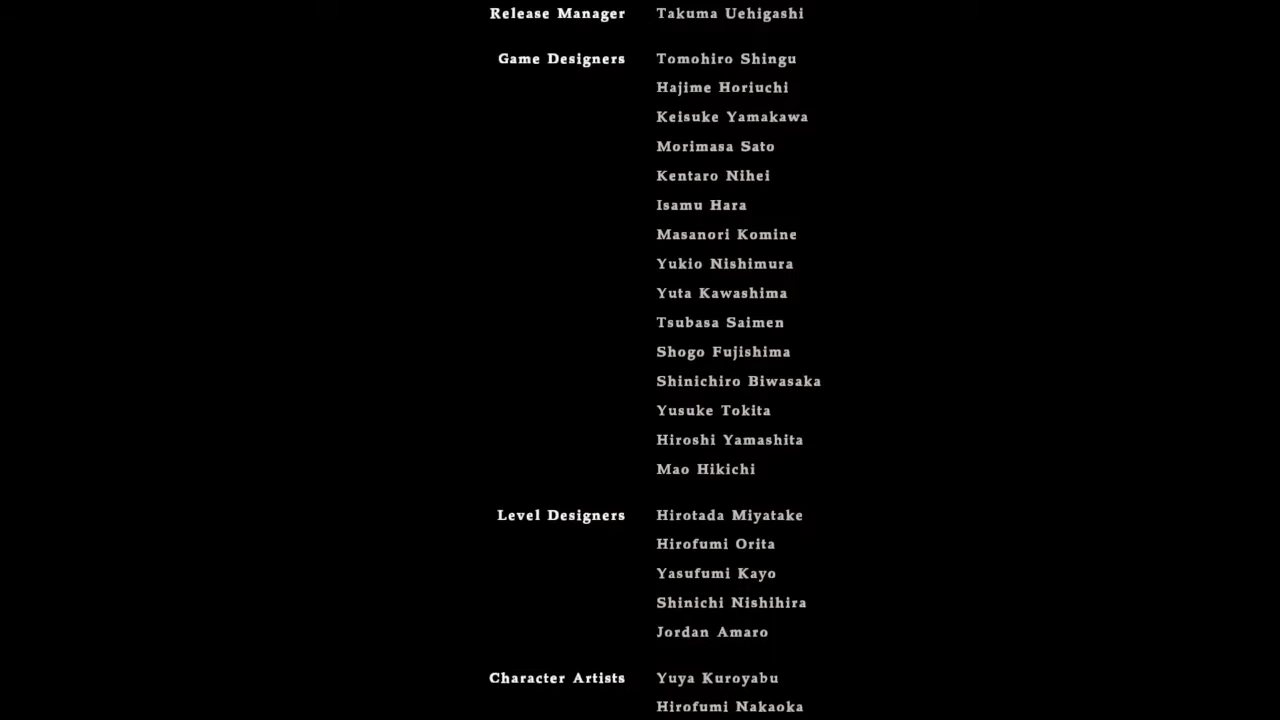 Release Manager Takuma Uehigashi
Game Designers Tomohiro Shingu
Hajime Horiuchi
Keisuke Yamakawa
Morimasa Sato
Kentaro Nihei
Isamu Hara
Masanori Komine
Yukio Nishimura
Yuta Kawashima
Tsubasa Saimen
Shogo Fujishima
Shinichiro Biwasaka
Yusuke Tokita
Hiroshi Yamashita
Mao Hikichi
Level Designers Hirotada Miyatake
Hirofumi Orita
Yasufumi Kayo
Shinichi Nishihira
Jordan Amaro
Character Artists Yuya Kuroyabu
Hirofumi Nakaoka